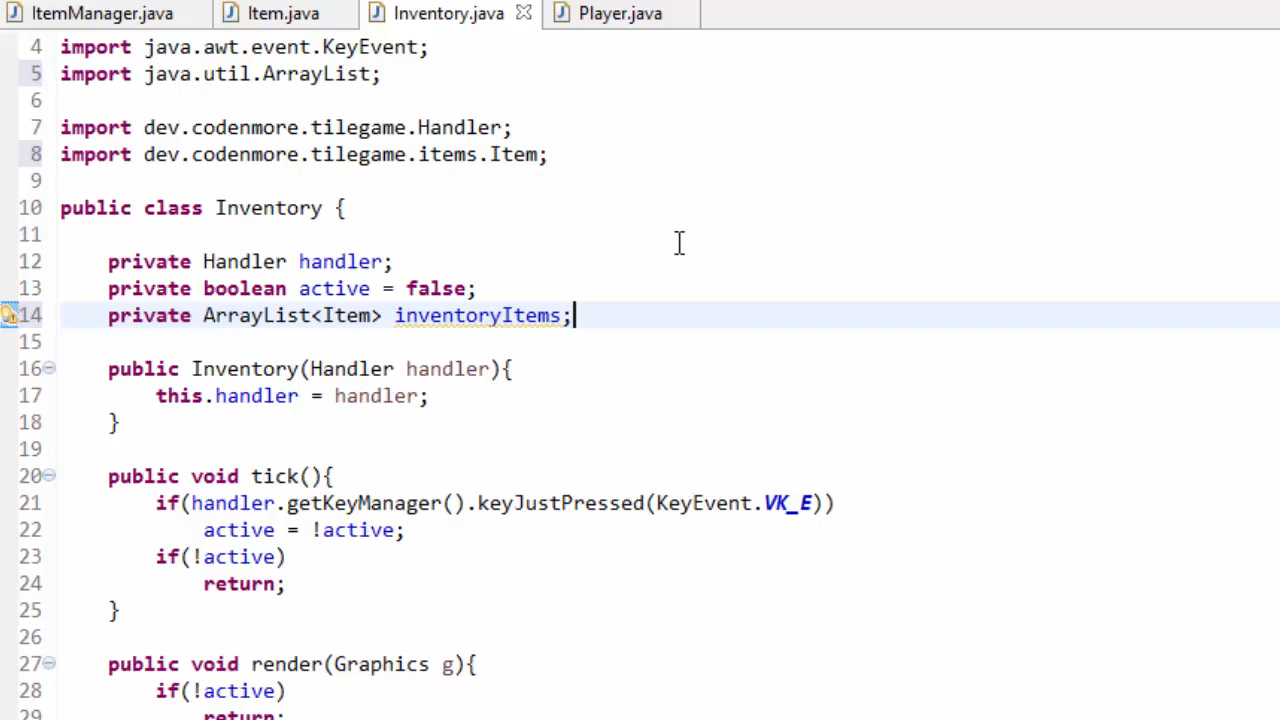 ItemManager.java Item.java Inventory.java Player.java
4 import java.awt.event.KeyEvent;
5 import java.util.ArrayList;
6
7 import dev.codenmore.tilegame.Handler;
8 import dev.codenmore.tilegame.items.Item;
9
10 public class Inventory {
11
12 private Handler handler;
13 private boolean active = false;
14 private ArrayList<Item> inventoryItems;
15
16 public Inventory(Handler handler){
17 this.handler = handler;
18 }
19
20 public void tick(){
21 if(handler.getKeyManager().keyJustPressed(KeyEvent.VK_E))
22 active = !active;
23 if(!active)
24 return;
25 }
26
27 public void render(Graphics g){
28 if(!active)
29 return;